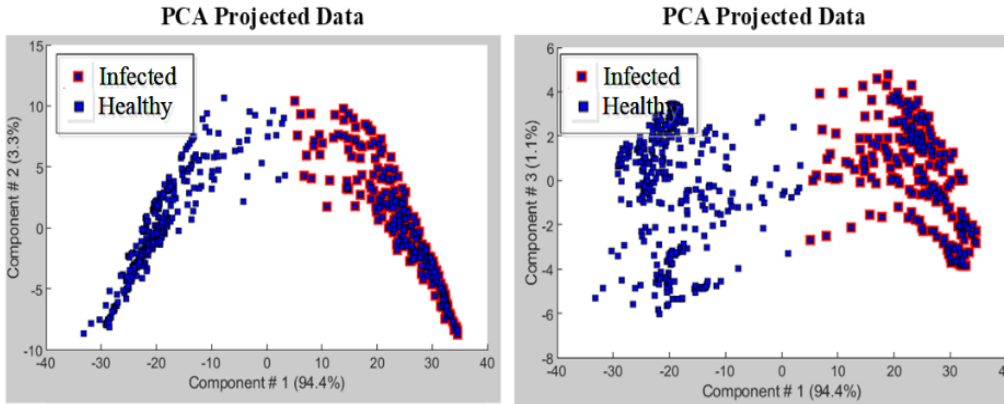 PCA Projected Data
15
10
5
0
-5
-10
-40 -30 -20 -10 0 10 20 30 40
Component # 1 (94.4%)
Component # 2 (3.3%)
Infected
Healthy
PCA Projected Data
6
4
2
0
-2
-4
-6
-8
-40 -30 -20 -10 0 10 20 30 40
Component # 1 (94.4%)
Component # 3 (1.1%)
Infected
Healthy